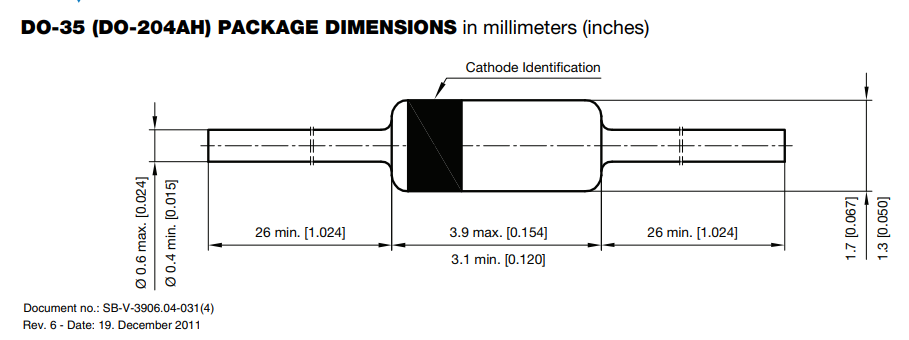 DO-35 (DO-204AH) PACKAGE DIMENSIONS in millimeters (inches)
Cathode Identification
Ø 0.6 max. [0.024]
Ø 0.4 min. [0.015]
26 min. [1.024]
3.9 max. [0.154]
3.1 min. [0.120]
26 min. [1.024]
1.7 [0.067]
1.3 [0.050]
Document no.: SB-V-3906.04-031(4)
Rev. 6 - Date: 19. December 2011